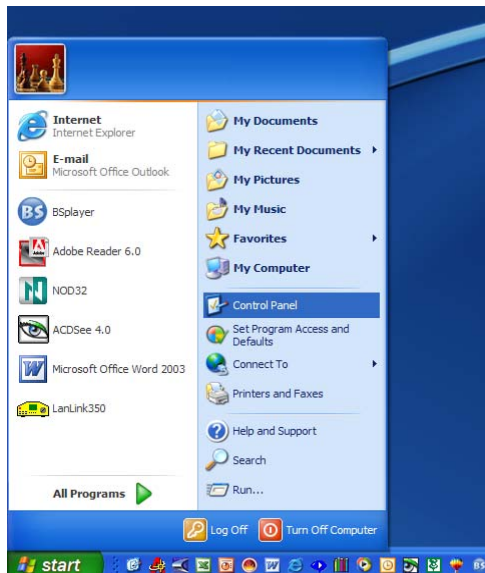 Internet
Internet Explorer
E-mail
Microsoft Office Outlook
BSplayer
Adobe Reader 6.0
NOD32
ACDSee 4.0
Microsoft Office Word 2003
LanLink350
All Programs
My Documents
My Recent Documents
My Pictures
My Music
Favorites
My Computer
Control Panel
Set Program Access and
Defaults
Connect To
Printers and Faxes
Help and Support
Search
Run...
Log Off
Turn Off Computer
start